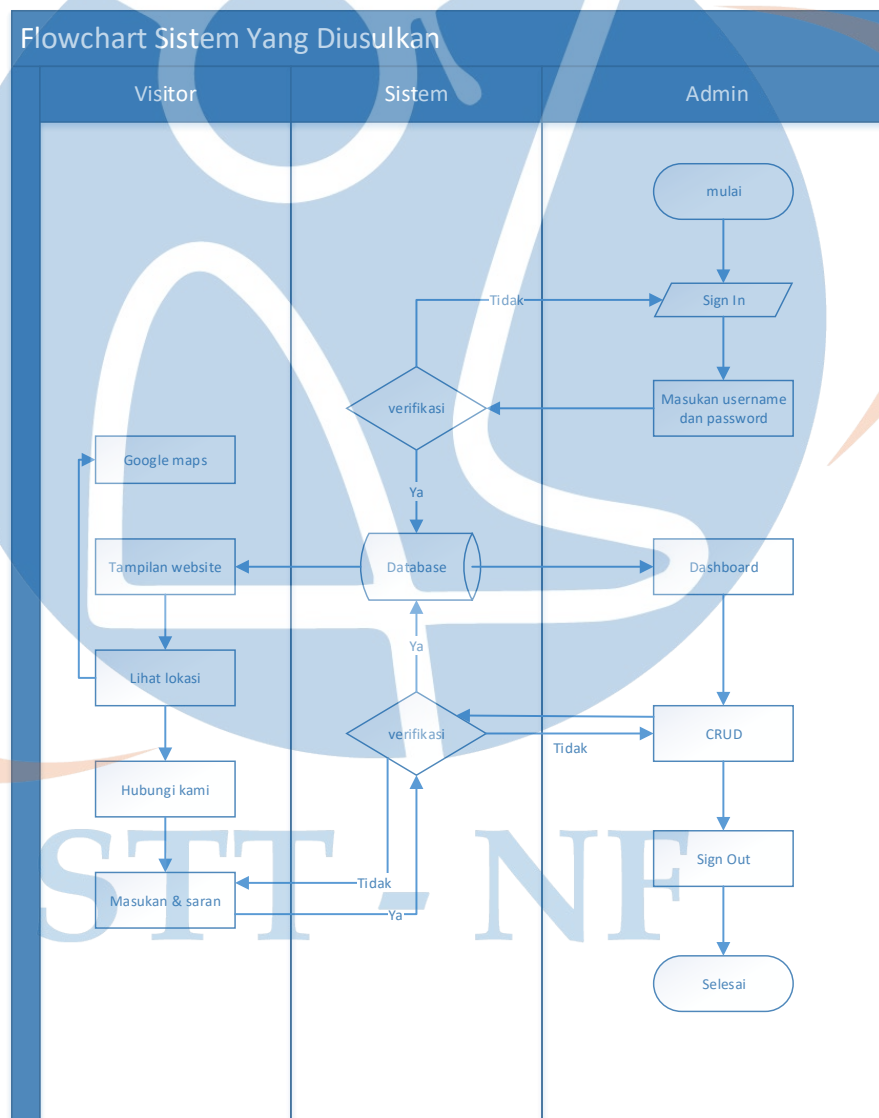 Flowchart Sistem Yang Diusulkan
Visitor
Sistem
Admin
mulai
Tidak
Sign In
verifikasi
Masukan username
dan password
Google maps
Ya
Tampilan website
Database
Dashboard
Ya
Lihat lokasi
verifikasi
CRUD
Tidak
Hubungi kami
Sign Out
Tidak
Masukan & saran
Ya
STT - NF
Selesai